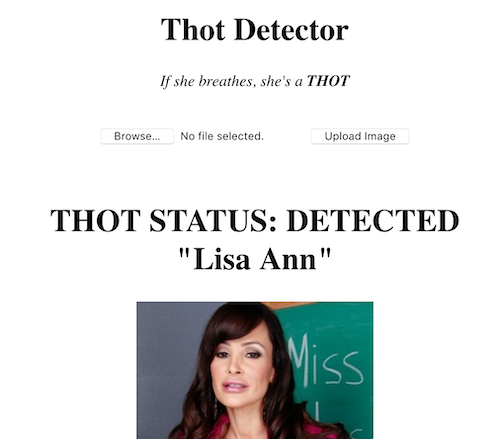 Thot Detector
If she breathes, she's a THOT
Browse... No file selected. Upload Image
THOT STATUS: DETECTED
"Lisa Ann"
Miss